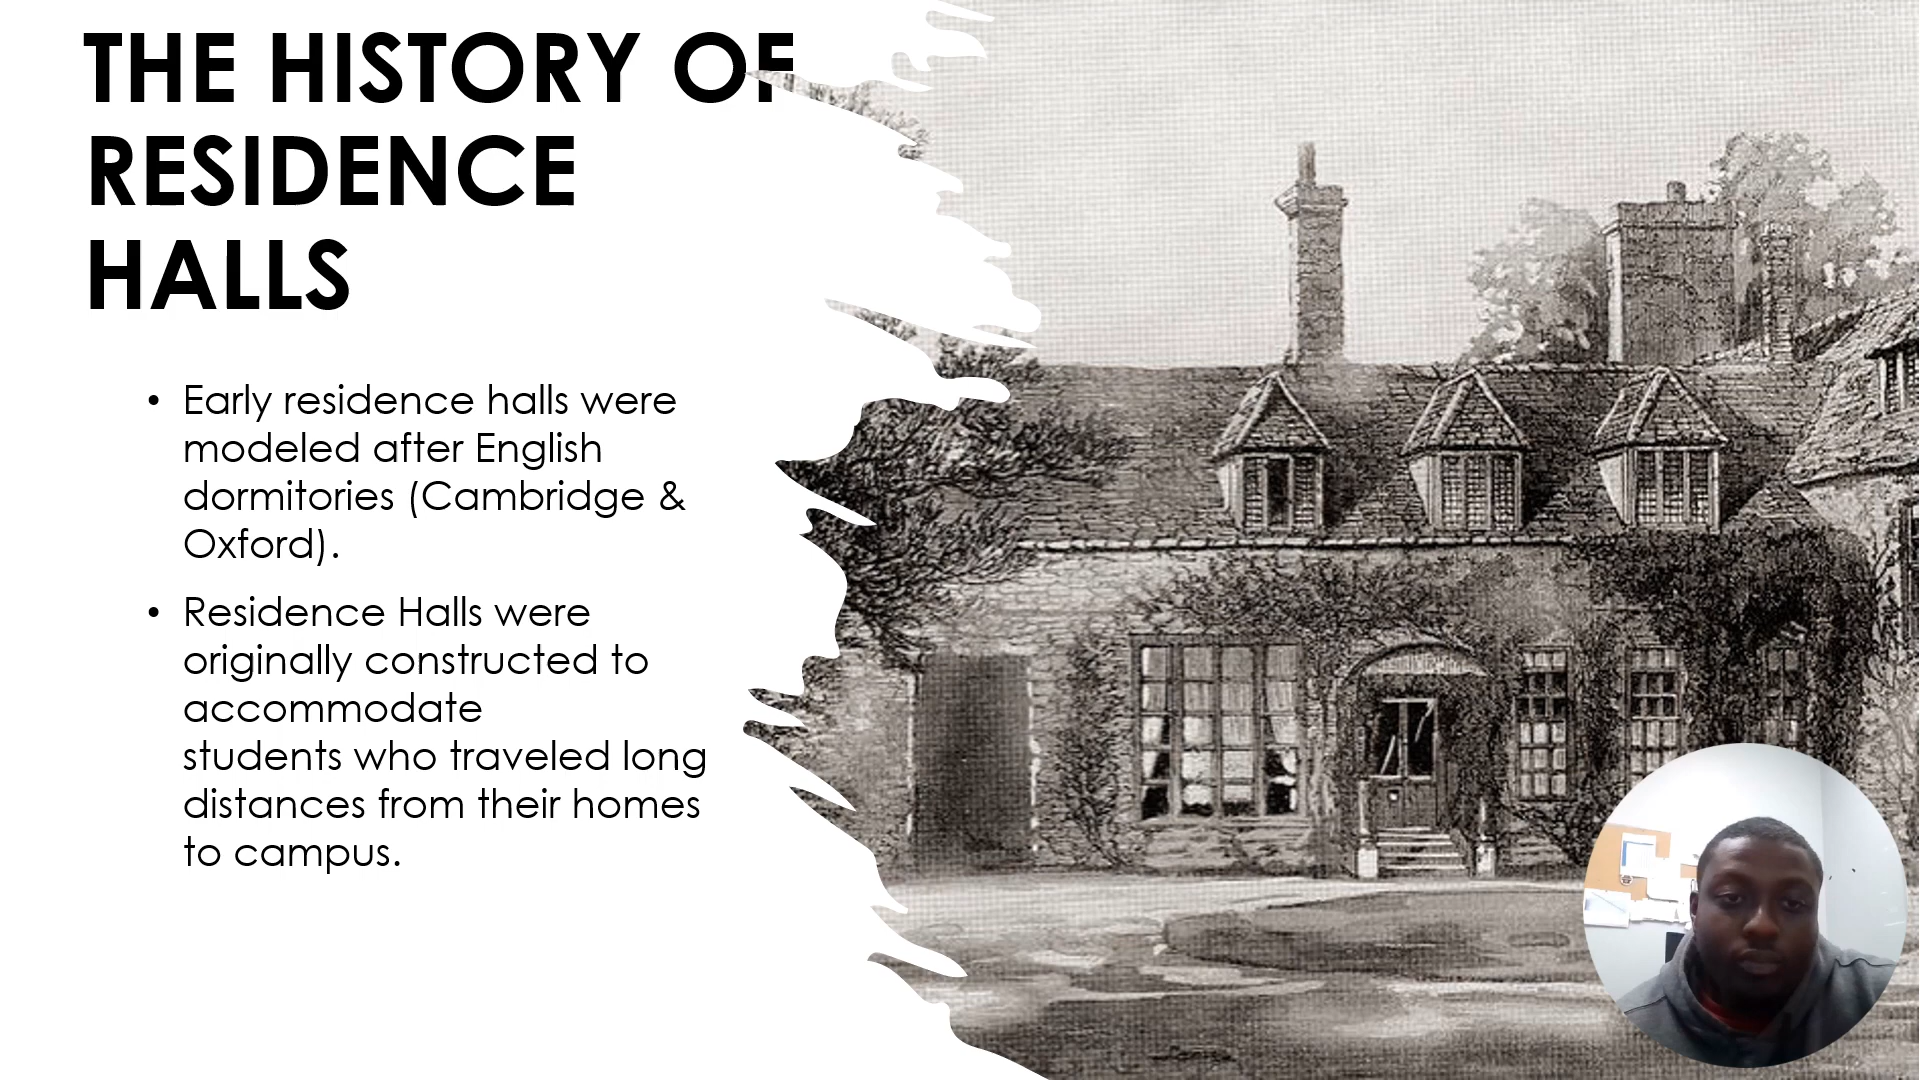 THE HISTORY OF
RESIDENCE
HALLS
• Early residence halls were
modeled after English
dormitories (Cambridge &
Oxford).
• Residence Halls were
originally constructed to
accommodate
students who traveled long
distances from their homes
to campus.